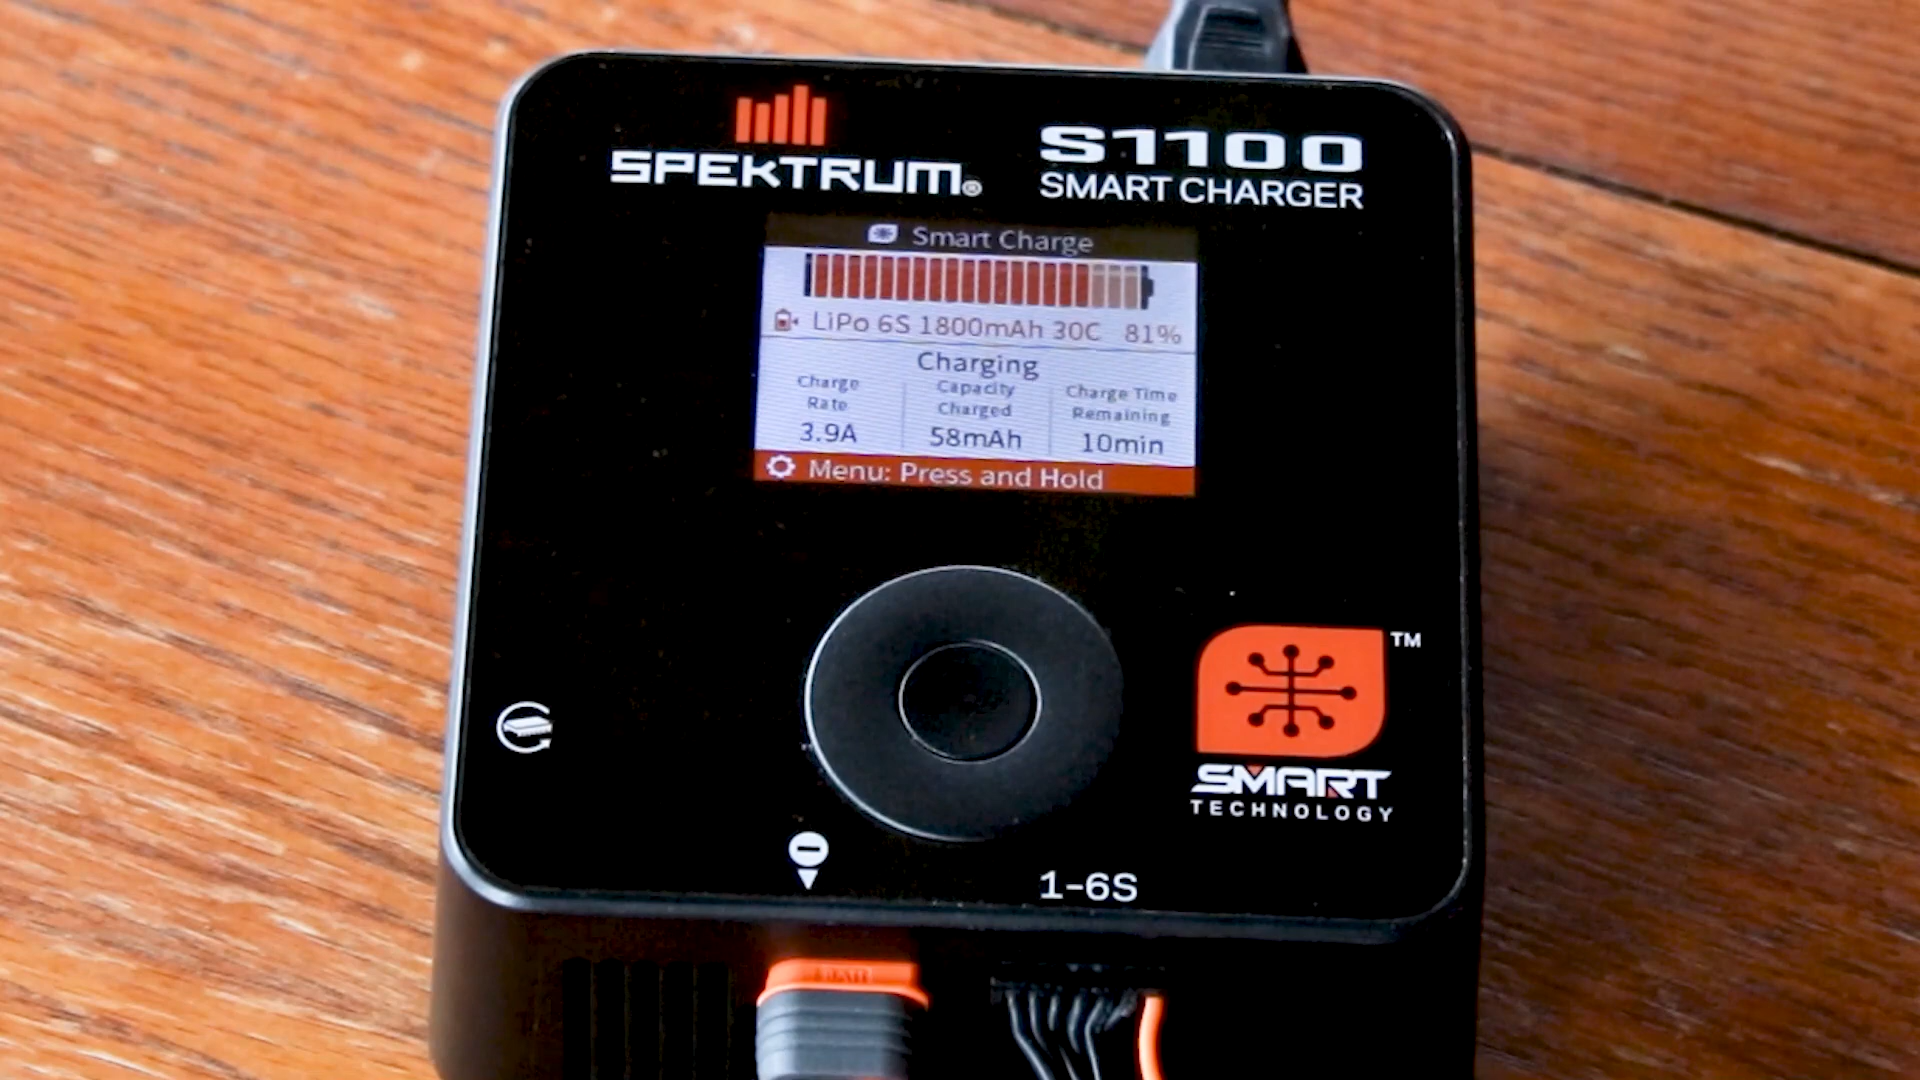 SPEKTRUM®
S1100
SMART CHARGER
Smart Charge
LiPo 6S 1800mAh 30C 81%
Charging
Charge Rate
3.9A
Capacity Charged
58mAh
Charge Time Remaining
10min
Menu: Press and Hold
TM
SMART
TECHNOLOGY
1-6S